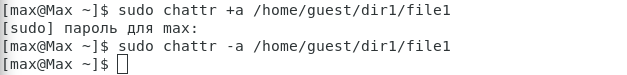 [max@Max ~]$ sudo chattr +a /home/guest/dir1/file1
[sudo] пароль для max:
[max@Max ~]$ sudo chattr -a /home/guest/dir1/file1
[max@Max ~]$